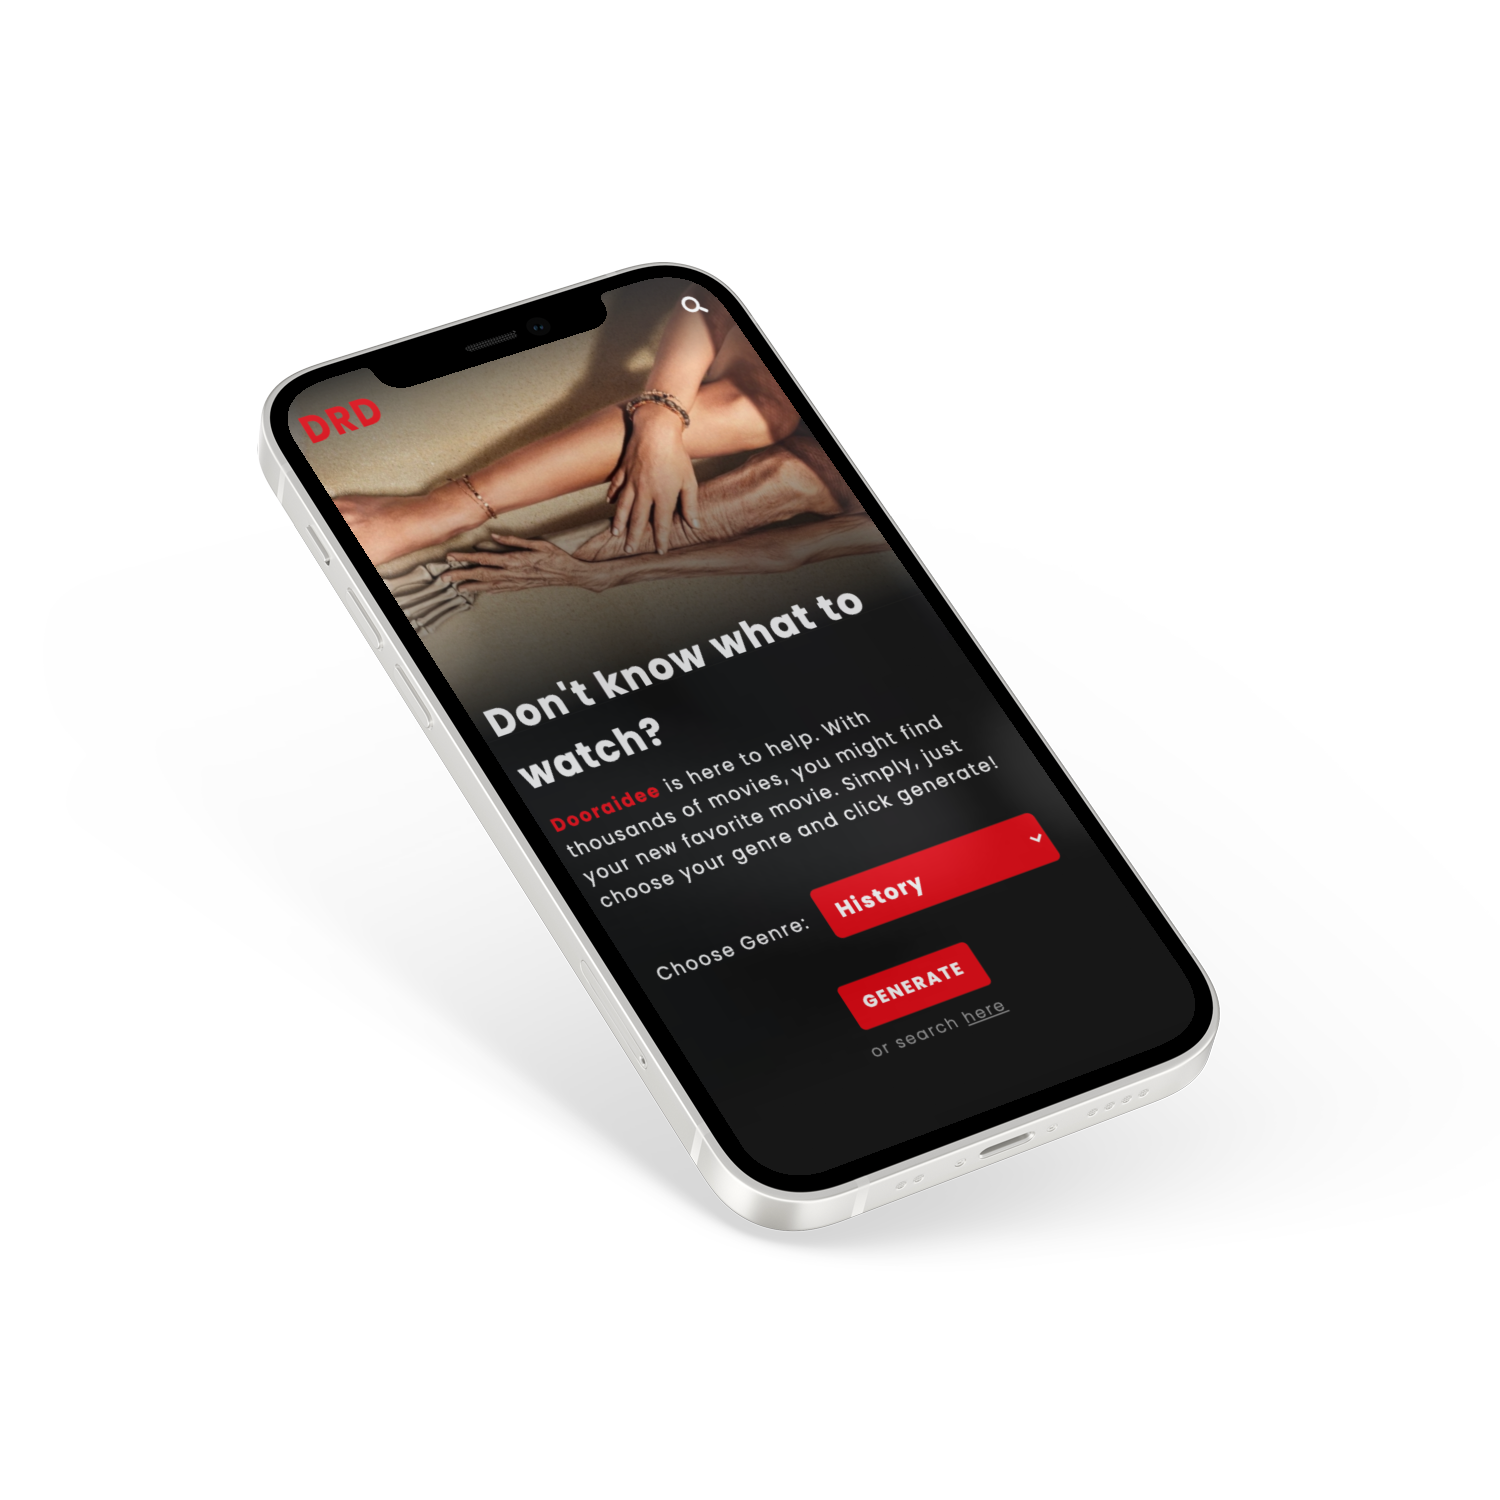 DRD
Don't know what to
watch?
Dooraidee is here to help. With
thousands of movies, you might find
your new favorite movie. Simply, just
choose your genre and click generate!
Choose Genre: History
GENERATE
or search here